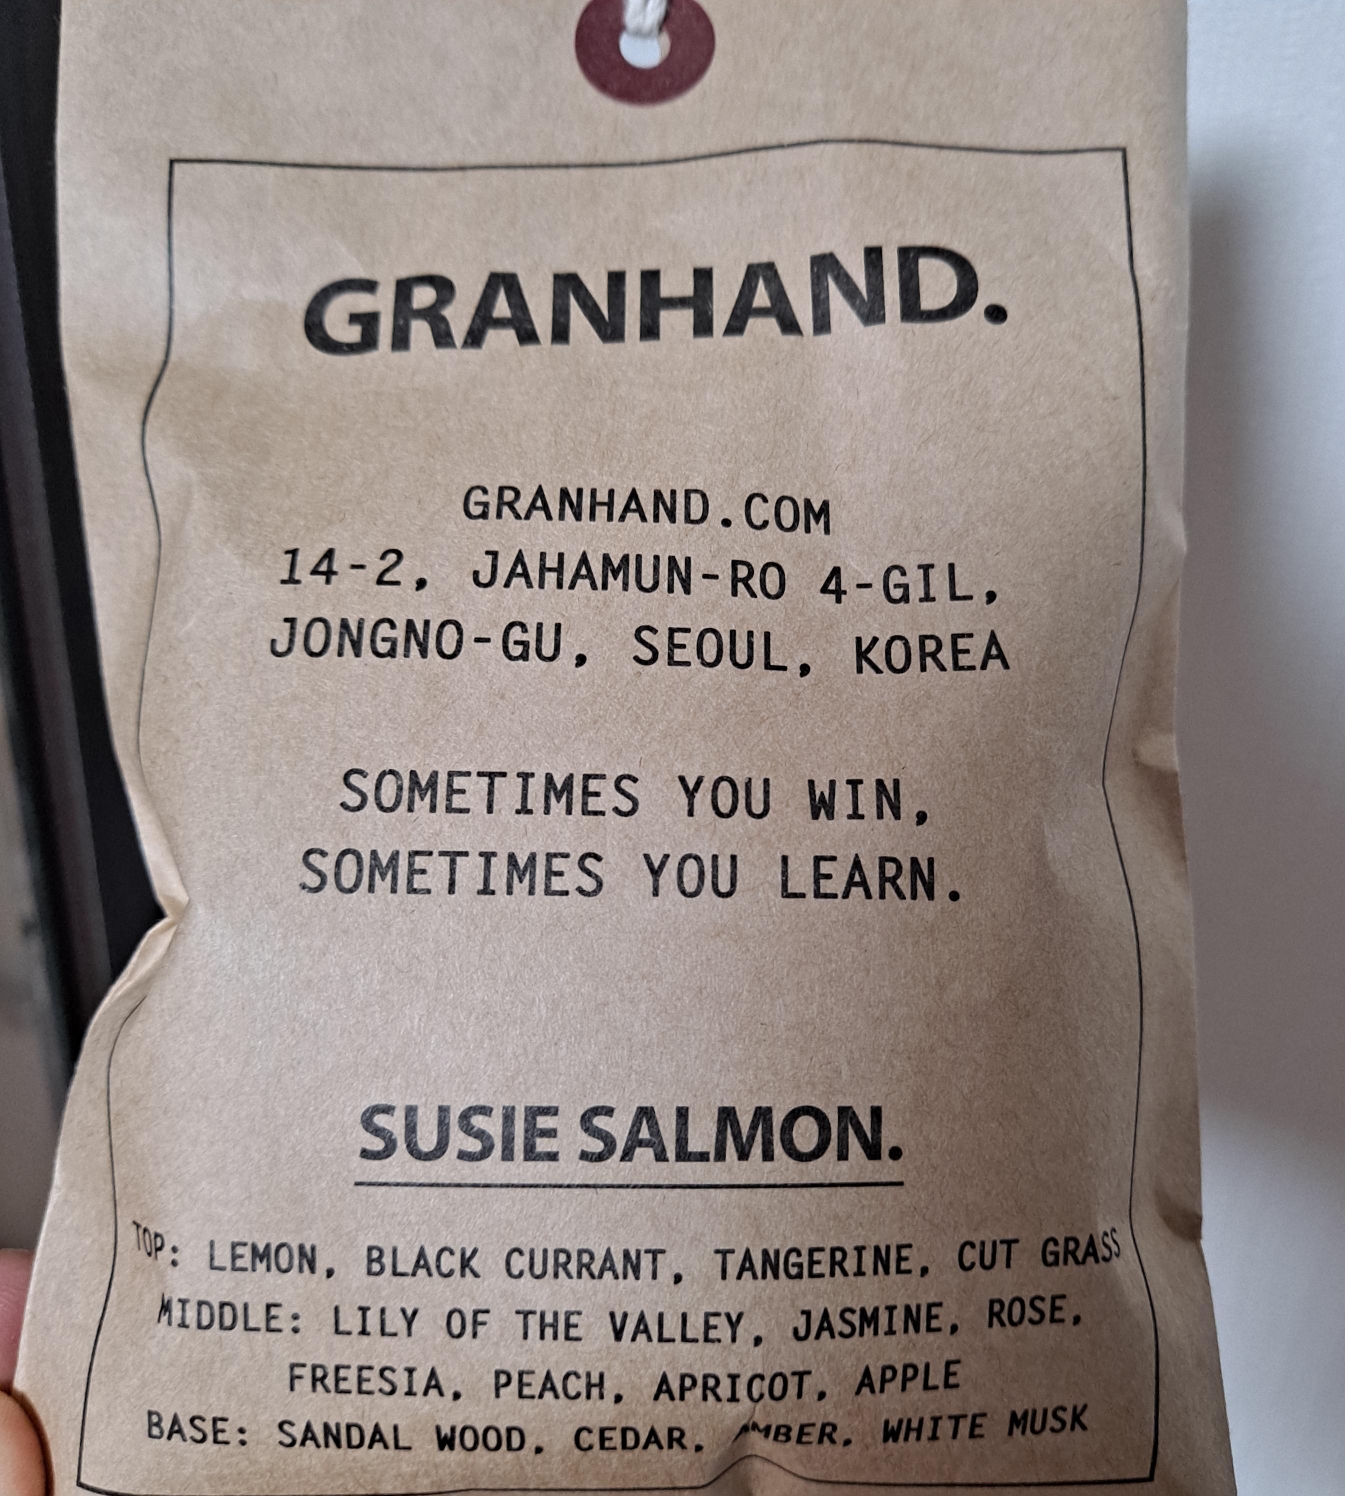 GRANHAND.
GRANHAND.COM
14-2, JAHAMUN-RO 4-GIL,
JONGNO-GU, SEOUL, KOREA
SOMETIMES YOU WIN,
SOMETIMES YOU LEARN.
SUSIE SALMON.
TOP: LEMON, BLACK CURRANT, TANGERINE, CUT GRASS
MIDDLE: LILY OF THE VALLEY, JASMINE, ROSE,
FREESIA, PEACH, APRICOT, APPLE
BASE: SANDAL WOOD, CEDAR, AMBER, WHITE MUSK